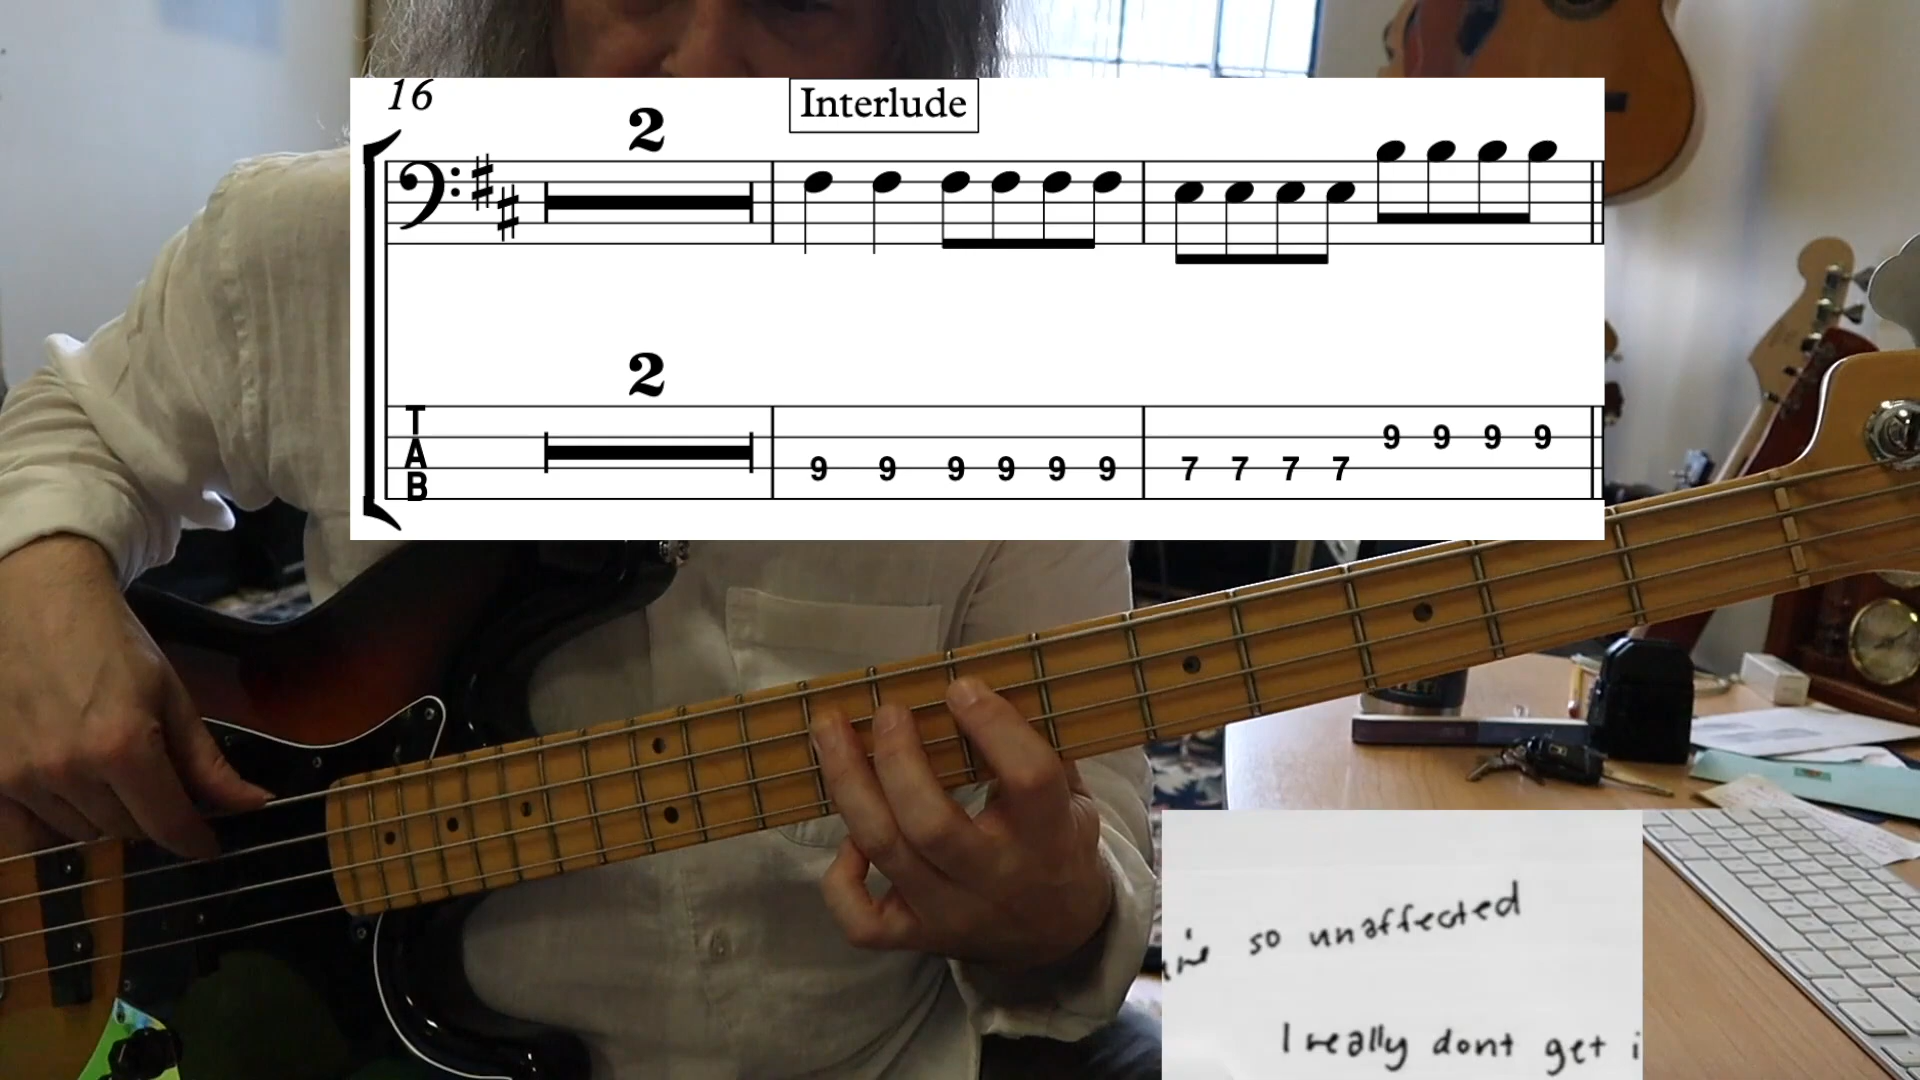 16
2
Interlude
2
T
A
B
9 9 9 9 9 9 7 7 7 7 9 9 9 9
so unaffected
I really dont get